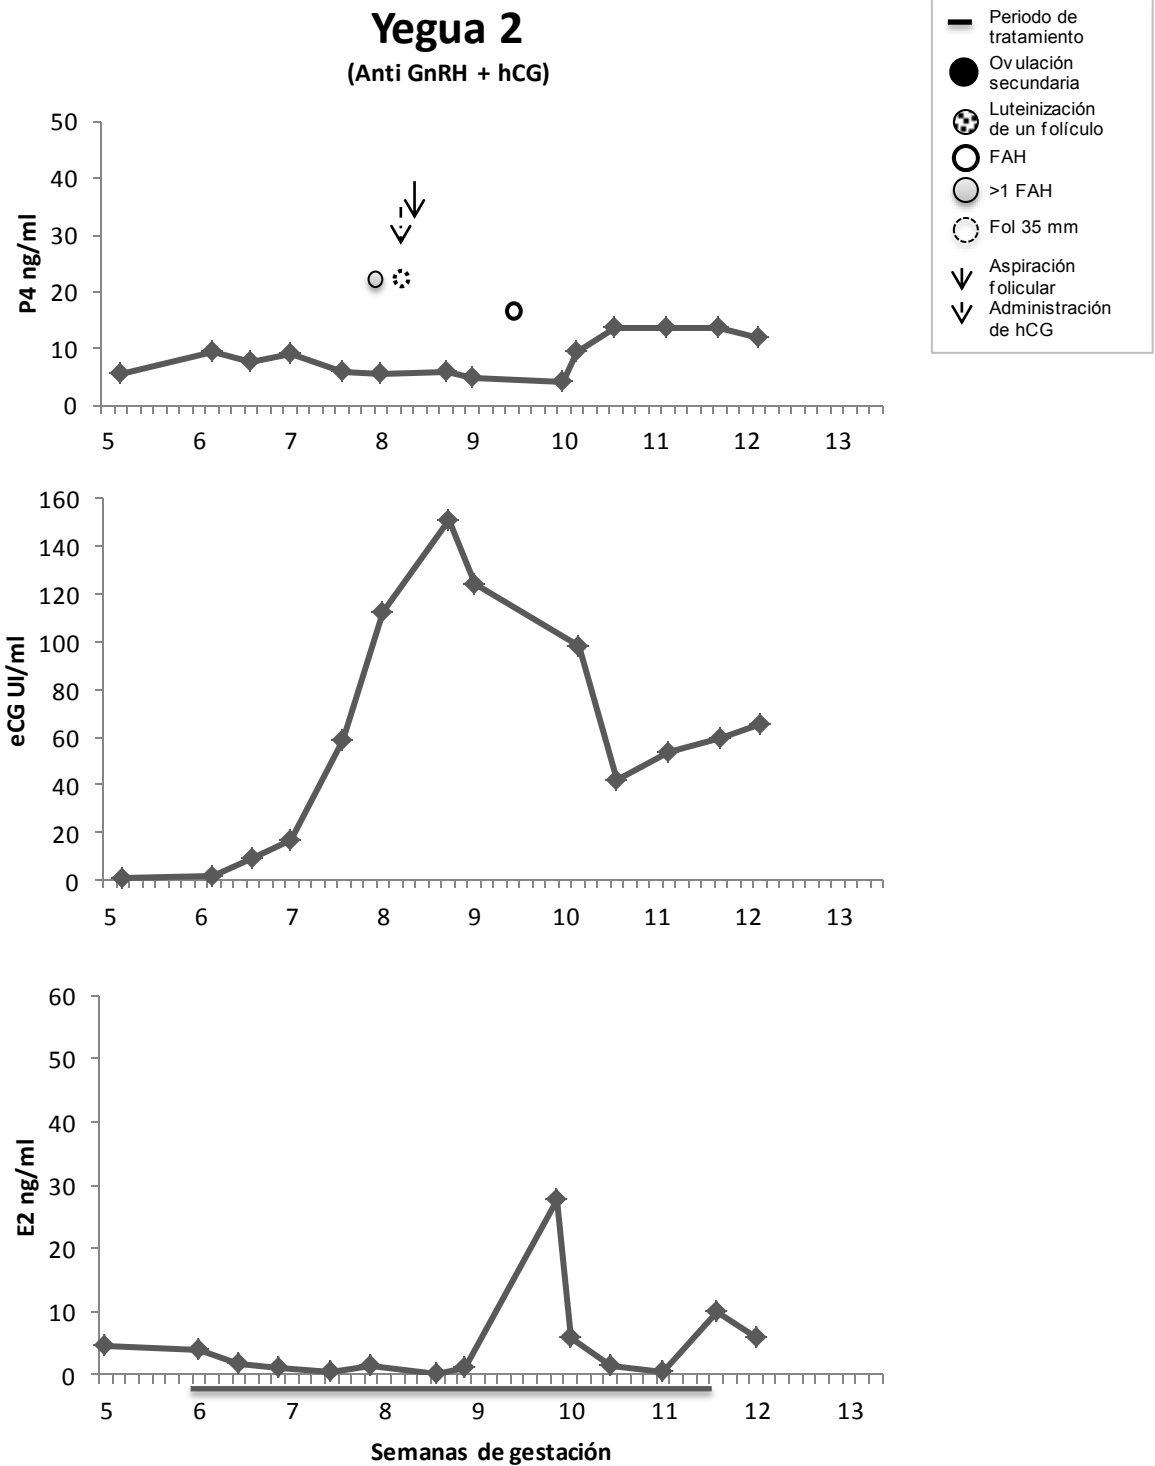 Yegua 2
(Anti GnRH + hCG)
Periodo de
tratamiento
Ovulación
secundaria
Luteinización
de un folículo
FAH
>1 FAH
Fol 35 mm
Aspiración
folicular
Administración
de hCG
P4 ng/ml
50
40
30
20
10
0
5 6 7 8 9 10 11 12 13
eCG UI/ml
160
140
120
100
80
60
40
20
0
5 6 7 8 9 10 11 12 13
E2 ng/ml
60
50
40
30
20
10
0
5 6 7 8 9 10 11 12 13
Semanas de gestación